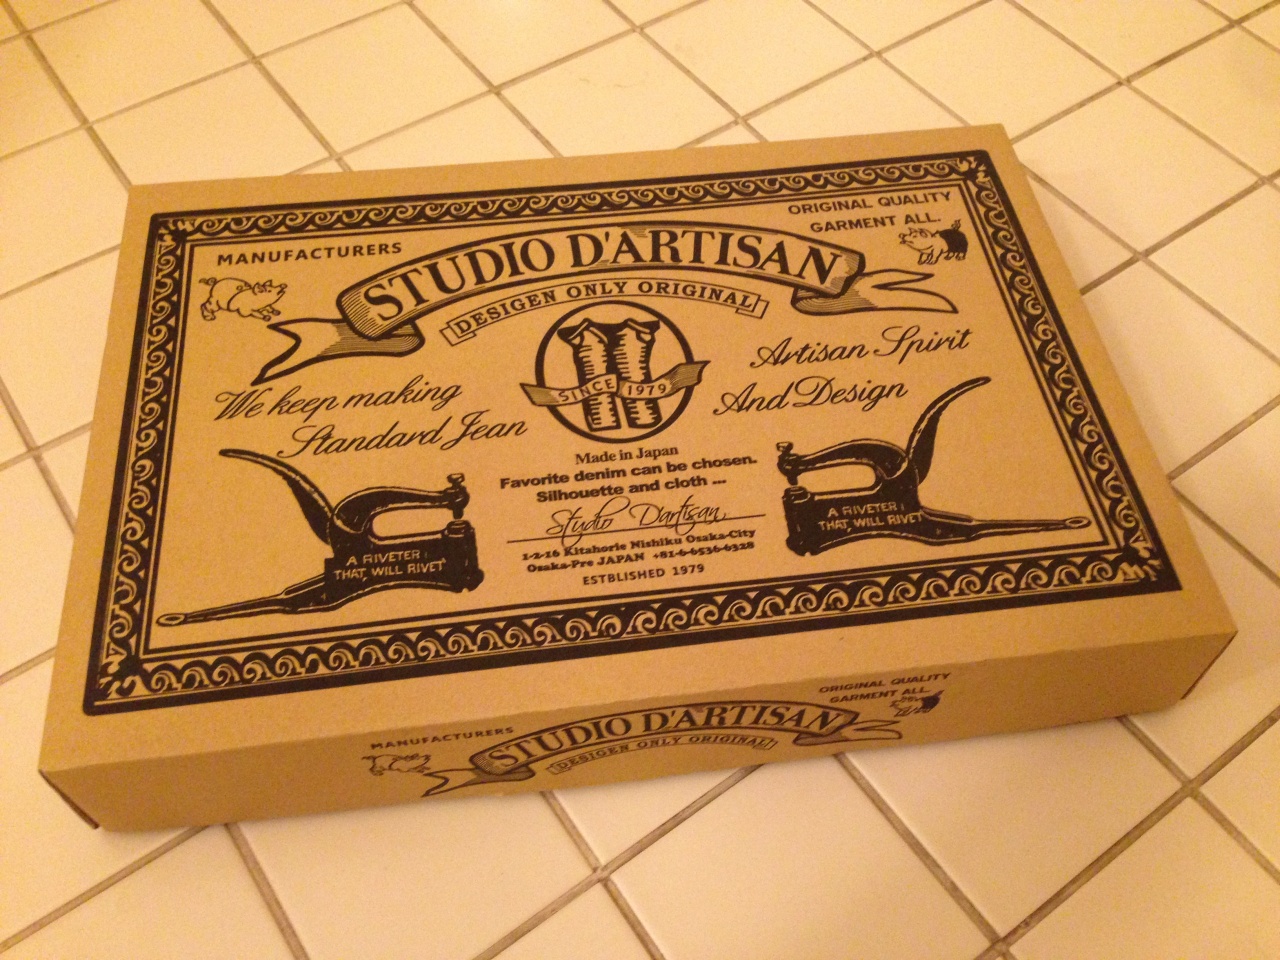 MANUFACTURERS
ORIGINAL QUALITY
GARMENT ALL.
STUDIO D'ARTISAN
DESIGEN ONLY ORIGINAL
SINCE 1979
We keep making
Standard Jean
Artisan Spirit
And Design
Made in Japan
Favorite denim can be chosen.
Silhouette and cloth ...
Studio D'artisan
1-2-16 Kitahorie Nishiku Osaka-City
Osaka-Pre JAPAN +81-6-6536-6328
ESTBLISHED 1979
A RIVETER
THAT WILL RIVET
A RIVETER
THAT WILL RIVET
MANUFACTURERS
ORIGINAL QUALITY
GARMENT ALL.
STUDIO D'ARTISAN
DESIGEN ONLY ORIGINAL